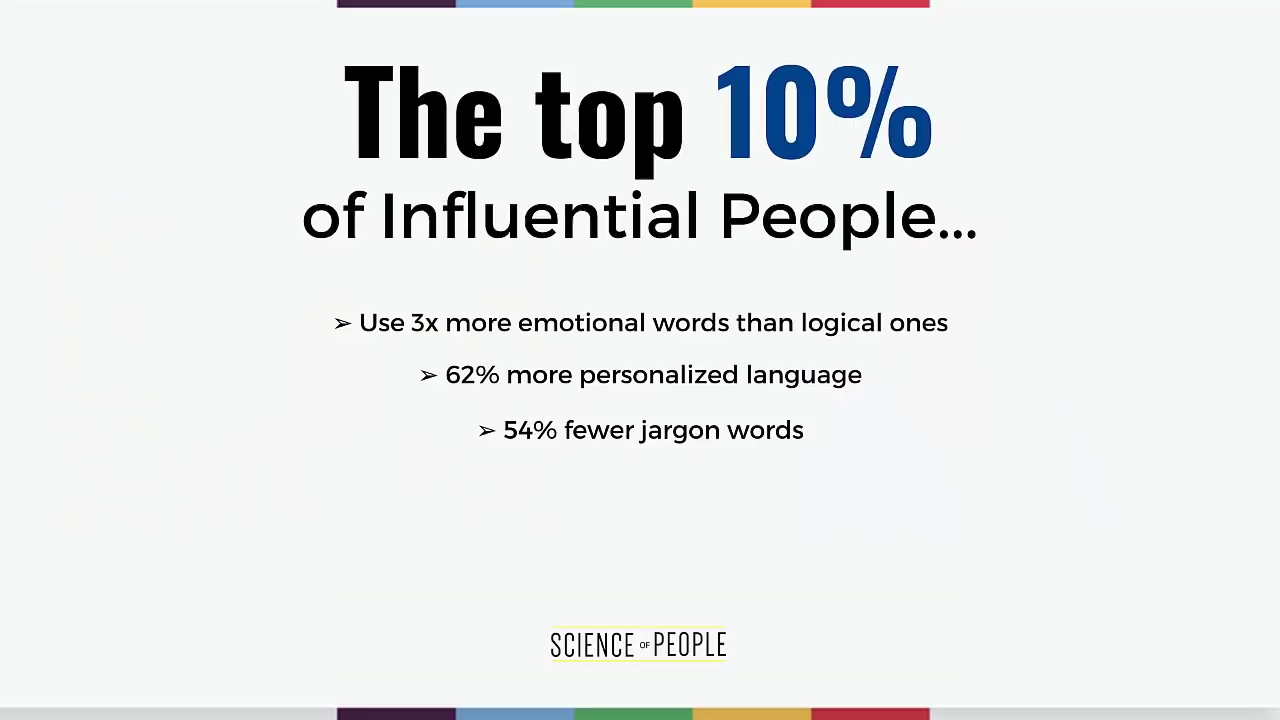 The top 10%
of Influential People...
➢ Use 3x more emotional words than logical ones
➢ 62% more personalized language
➢ 54% fewer jargon words
SCIENCE OF PEOPLE